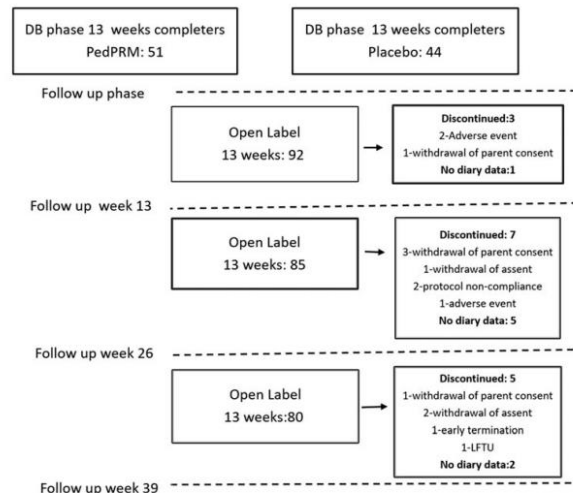 DB phase 13 weeks completers
PedPRM: 51
DB phase 13 weeks completers
Placebo: 44
Follow up phase
Open Label
13 weeks: 92
Discontinued:3
2-Adverse event
1-withdrawal of parent consent
No diary data:1
Follow up week 13
Open Label
13 weeks: 85
Discontinued: 7
3-withdrawal of parent consent
1-withdrawal of assent
2-protocol non-compliance
1-adverse event
No diary data: 5
Follow up week 26
Open Label
13 weeks:80
Discontinued: 5
1-withdrawal of parent consent
2-withdrawal of assent
1-early termination
1-LFTU
No diary data:2
Follow up week 39